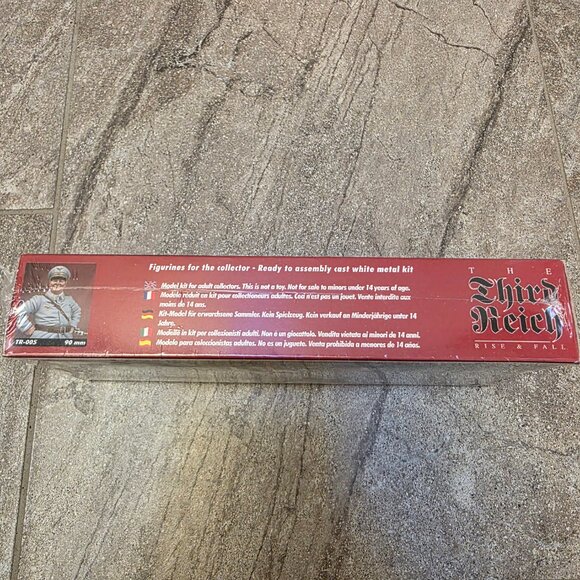 Figurines for the collector - Ready to assembly cast white metal kit
Model kit for adult collectors. This is not a toy. Not for sale to minors under 14 years of age.
Modèle réduit en kit pour collectionneurs adultes. Ceci n'est pas un jouet. Vente interdite aux
moins de 14 ans.
Kit-Model für erwarchsene Sammler. Kein Spielzeug. Kein verkauf an Minderjährige unter 14
Jahre.
Modellie in kit per collezionisti adulti. Non è un giocattolo. Vendita vietata ai minori di 14 anni.
Modelo para coleccionistas adultos. No es un juguete. Venta prohibida a menores de 14 años.
TR-005 90 mm
THE
Third
Reich
RISE & FALL